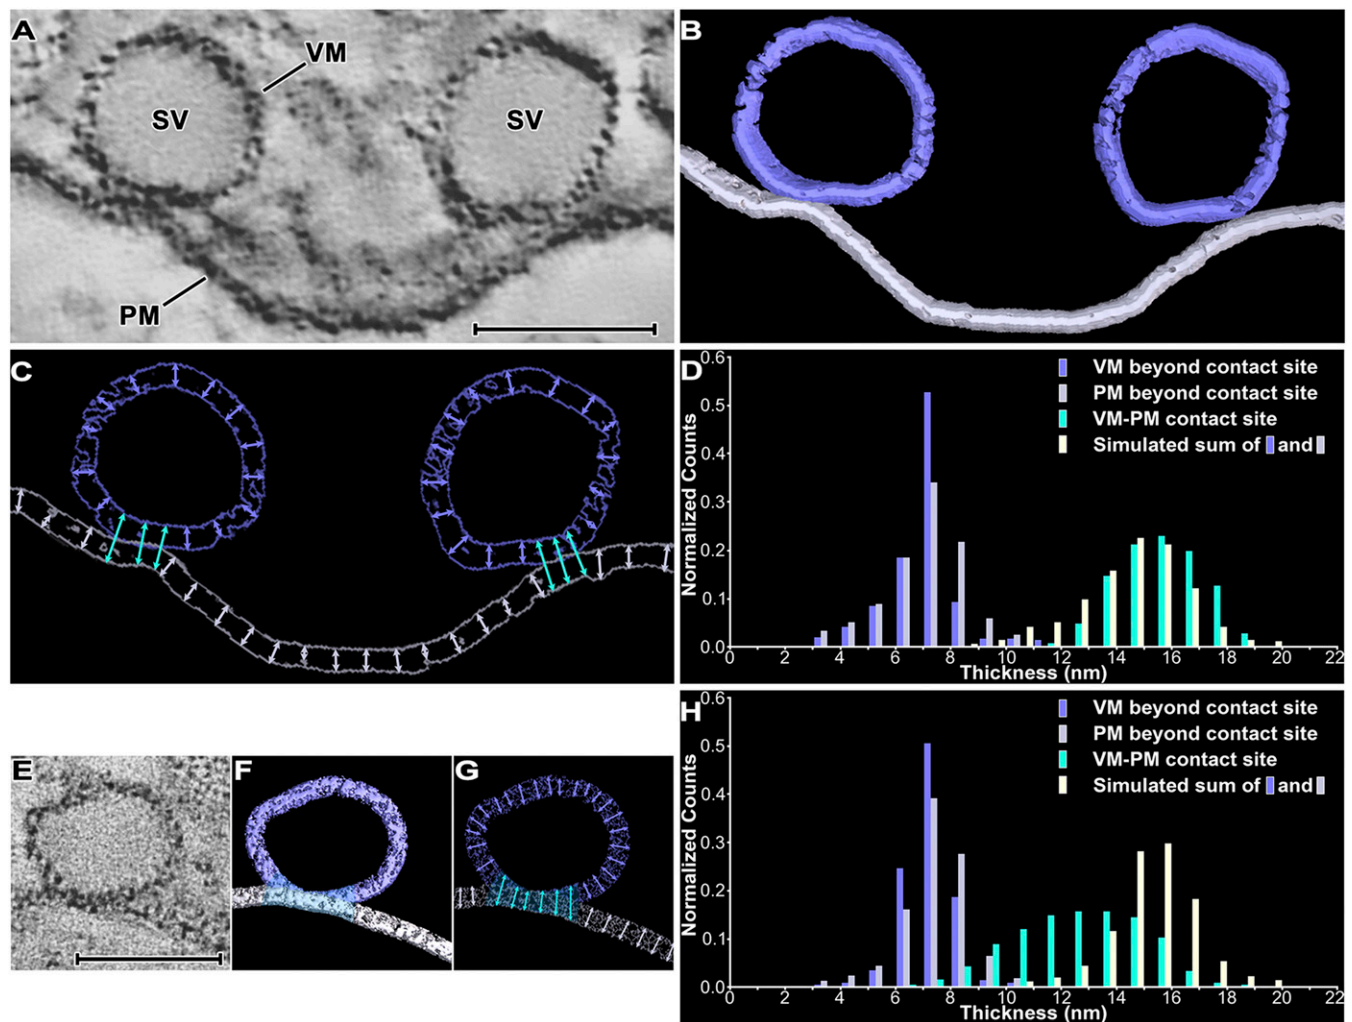 A
VM
SV
SV
PM
B
C
D
0.6
0.5
0.4
0.3
0.2
0.1
0.0
Normalized Counts
VM beyond contact site
PM beyond contact site
VM-PM contact site
Simulated sum of and
0 2 4 6 8 10 12 14 16 18 20 22
Thickness (nm)
E
F
G
H
0.6
0.5
0.4
0.3
0.2
0.1
0.0
Normalized Counts
VM beyond contact site
PM beyond contact site
VM-PM contact site
Simulated sum of and
0 2 4 6 8 10 12 14 16 18 20 22
Thickness (nm)